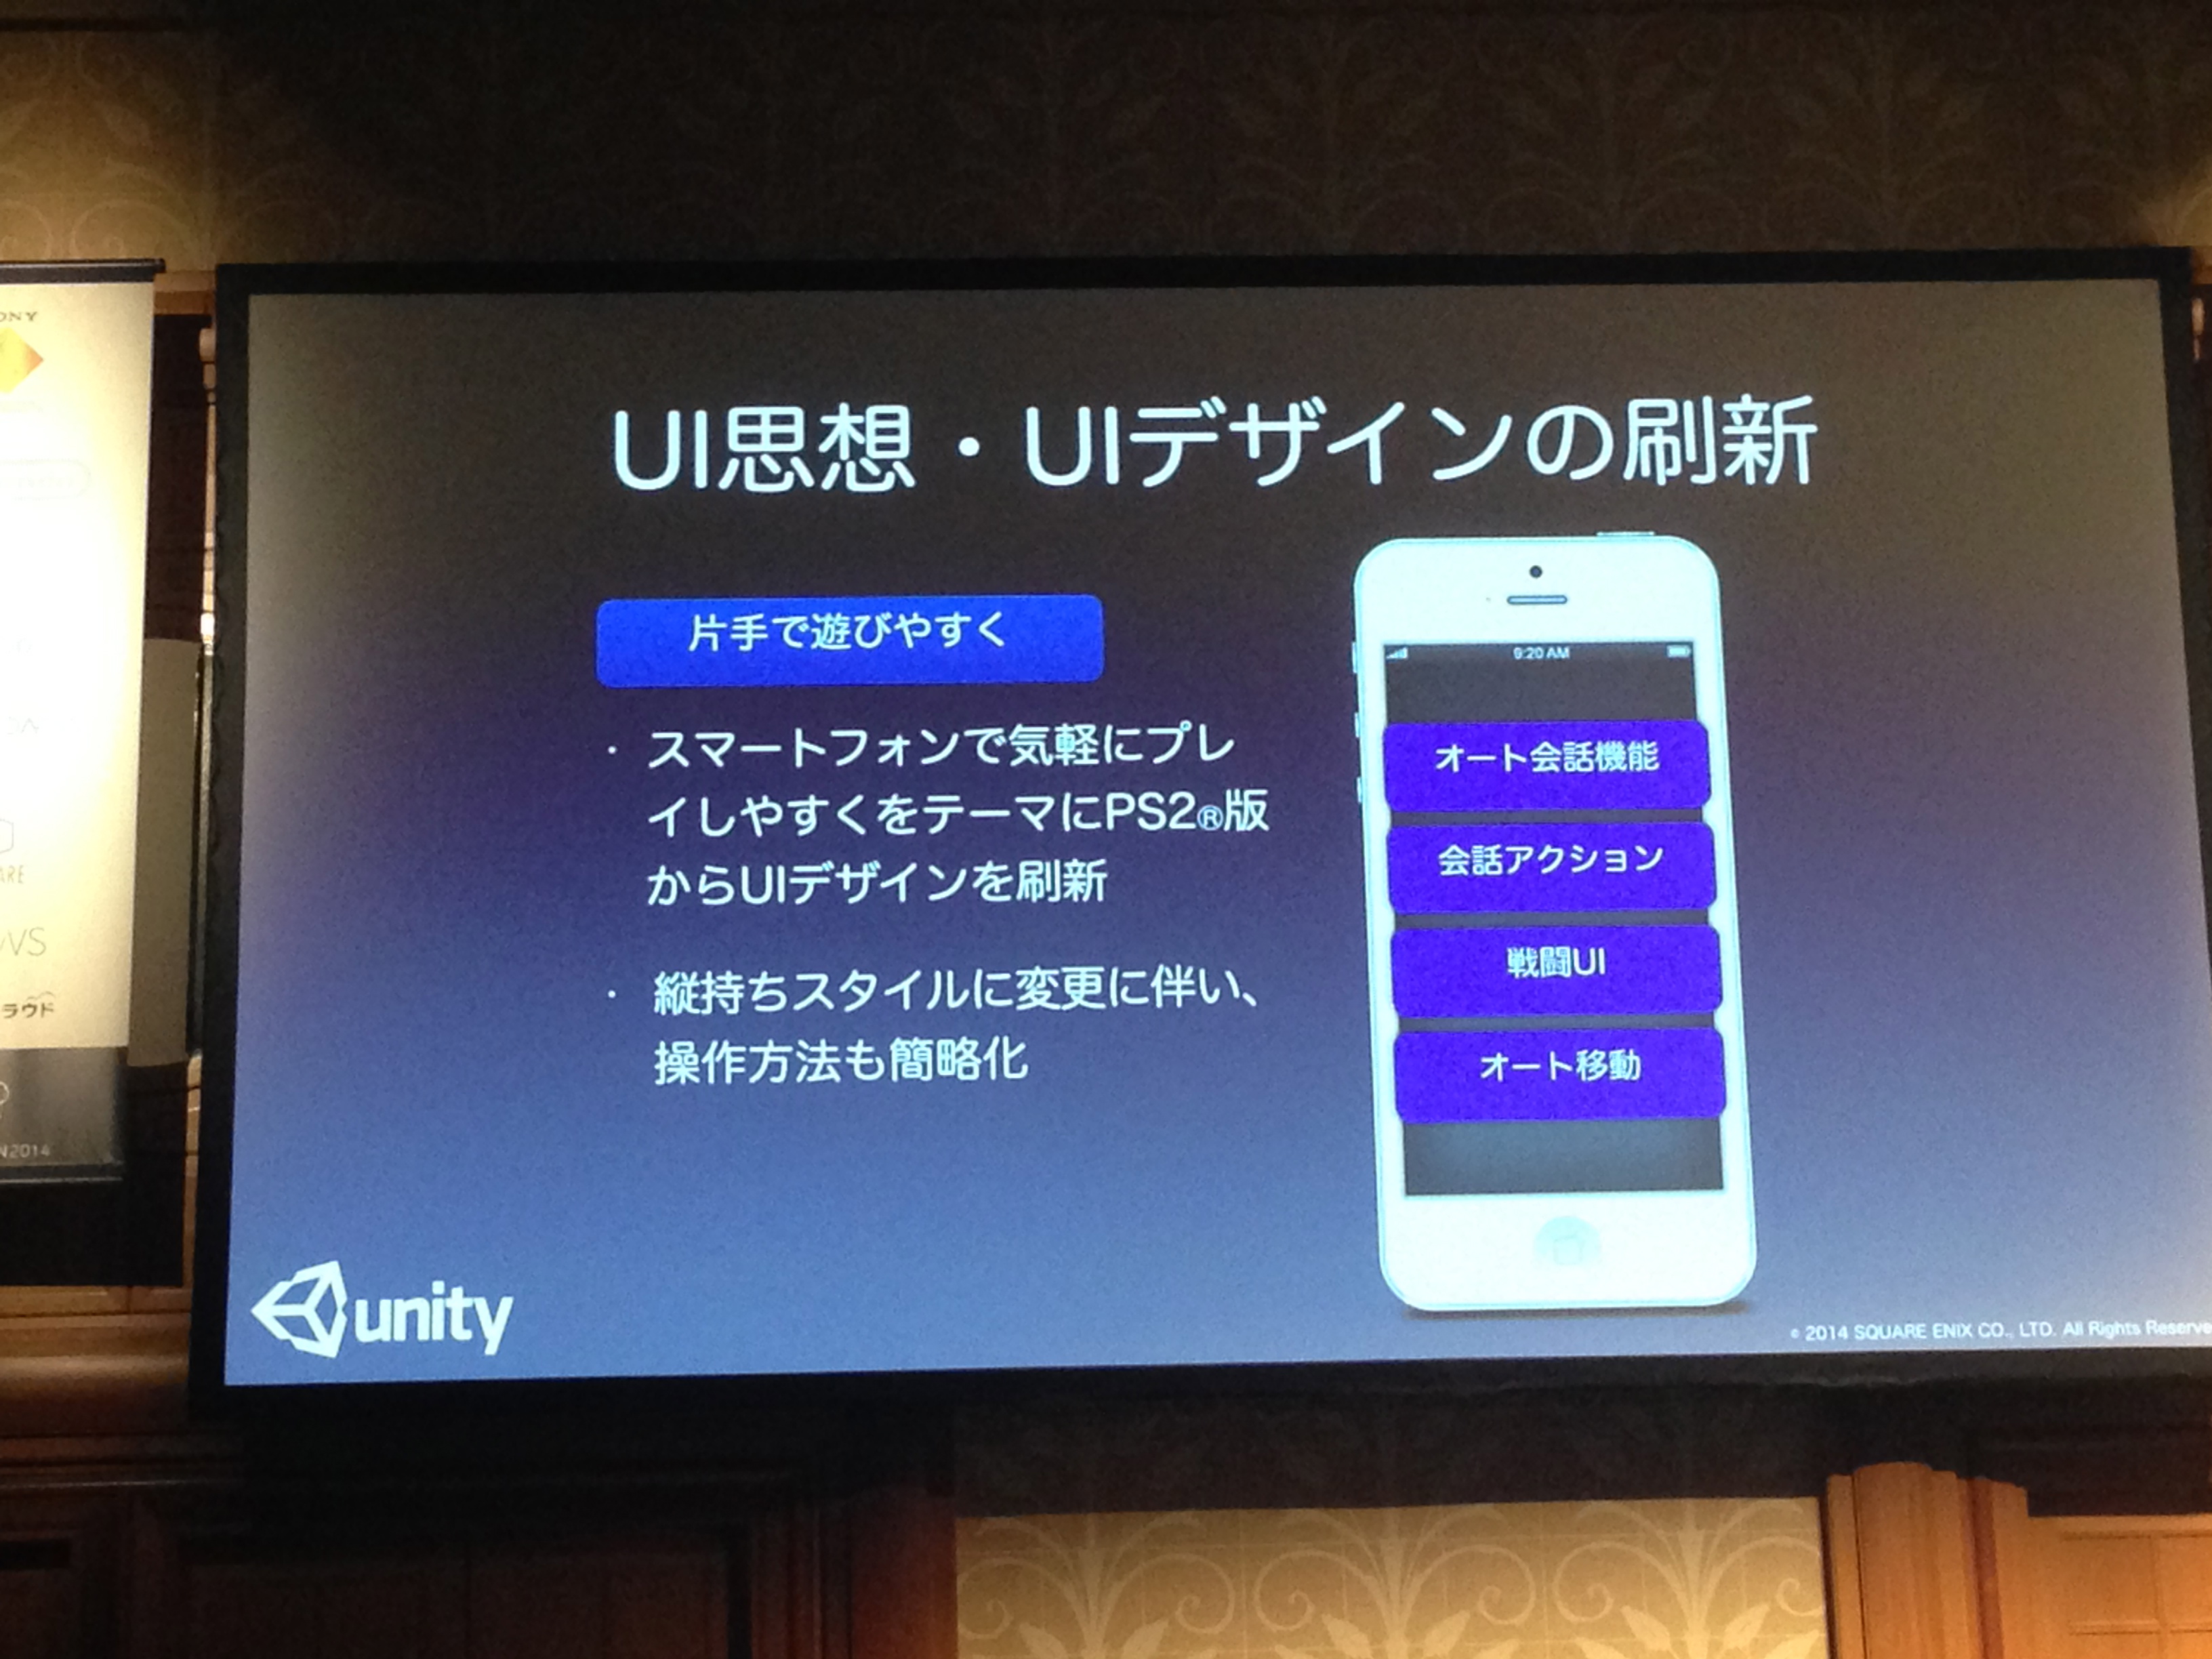 UI思想・UIデザインの刷新
片手で遊びやすく
・スマートフォンで気軽にプレ
イしやすくをテーマにPS2®版
からUIデザインを刷新
・縦持ちスタイルに変更に伴い、
操作方法も簡略化
9:20 AM
オート会話機能
会話アクション
戦闘UI
オート移動
unity
© 2014 SQUARE ENIX CO., LTD. All Rights Reserve
ONY
ARE
ラウド
N2014